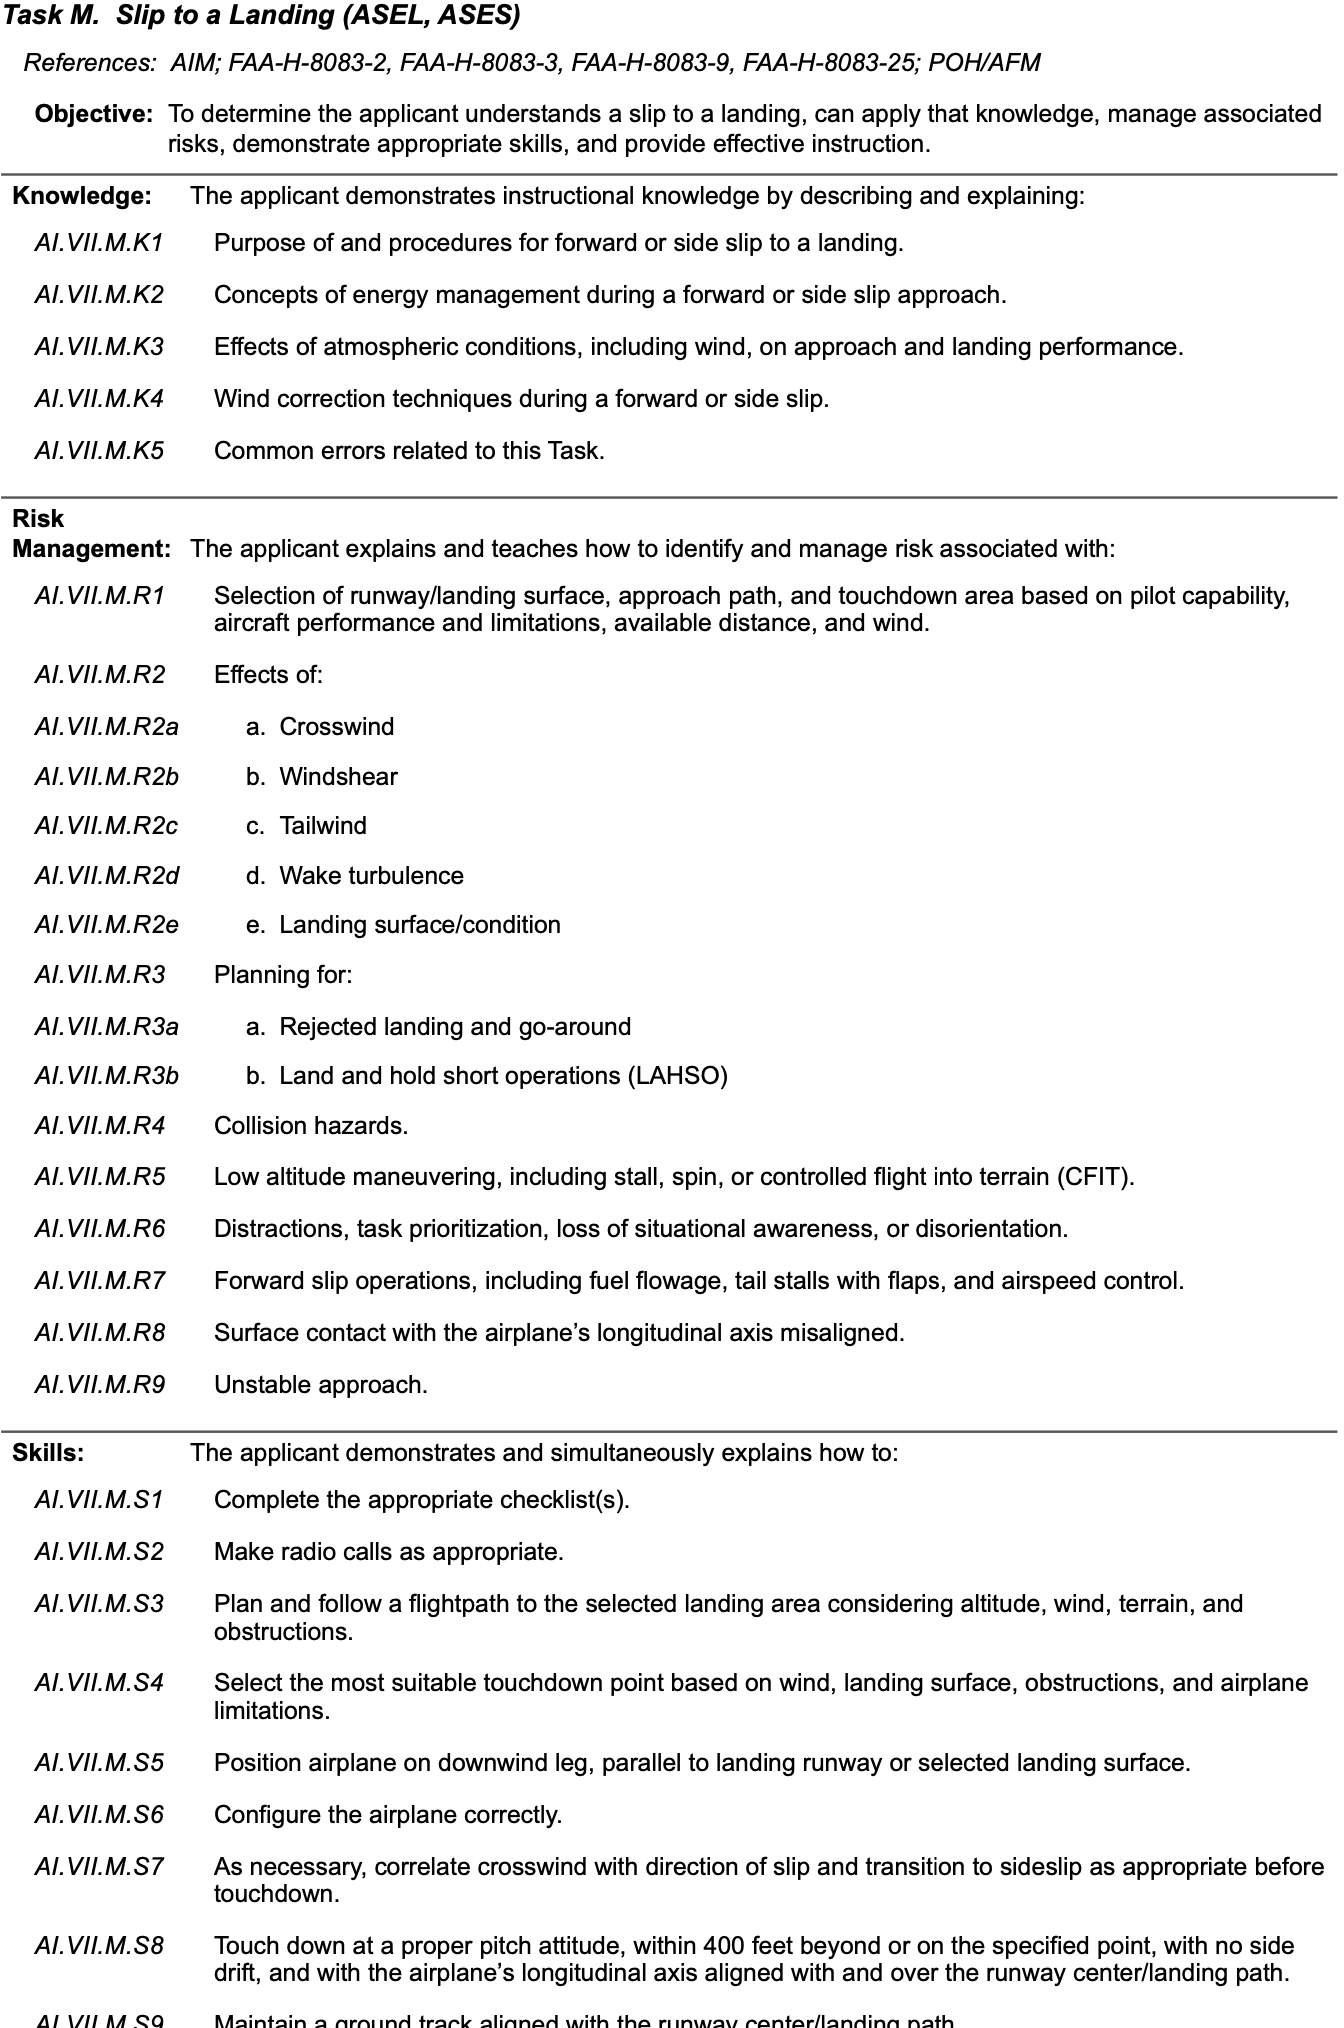 Task M. Slip to a Landing (ASEL, ASES)
References: AIM; FAA-H-8083-2, FAA-H-8083-3, FAA-H-8083-9, FAA-H-8083-25; POH/AFM
Objective: To determine the applicant understands a slip to a landing, can apply that knowledge, manage associated
risks, demonstrate appropriate skills, and provide effective instruction.
Knowledge: The applicant demonstrates instructional knowledge by describing and explaining:
AI.VII.M.K1 Purpose of and procedures for forward or side slip to a landing.
AI.VII.M.K2 Concepts of energy management during a forward or side slip approach.
AI.VII.M.K3 Effects of atmospheric conditions, including wind, on approach and landing performance.
AI.VII.M.K4 Wind correction techniques during a forward or side slip.
AI.VII.M.K5 Common errors related to this Task.
Risk
Management: The applicant explains and teaches how to identify and manage risk associated with:
AI.VII.M.R1 Selection of runway/landing surface, approach path, and touchdown area based on pilot capability,
aircraft performance and limitations, available distance, and wind.
AI.VII.M.R2 Effects of:
AI.VII.M.R2a a. Crosswind
AI.VII.M.R2b b. Windshear
AI.VII.M.R2c c. Tailwind
AI.VII.M.R2d d. Wake turbulence
AI.VII.M.R2e e. Landing surface/condition
AI.VII.M.R3 Planning for:
AI.VII.M.R3a a. Rejected landing and go-around
AI.VII.M.R3b b. Land and hold short operations (LAHSO)
AI.VII.M.R4 Collision hazards.
AI.VII.M.R5 Low altitude maneuvering, including stall, spin, or controlled flight into terrain (CFIT).
AI.VII.M.R6 Distractions, task prioritization, loss of situational awareness, or disorientation.
AI.VII.M.R7 Forward slip operations, including fuel flowage, tail stalls with flaps, and airspeed control.
AI.VII.M.R8 Surface contact with the airplane's longitudinal axis misaligned.
AI.VII.M.R9 Unstable approach.
Skills: The applicant demonstrates and simultaneously explains how to:
AI.VII.M.S1 Complete the appropriate checklist(s).
AI.VII.M.S2 Make radio calls as appropriate.
AI.VII.M.S3 Plan and follow a flightpath to the selected landing area considering altitude, wind, terrain, and
obstructions.
AI.VII.M.S4 Select the most suitable touchdown point based on wind, landing surface, obstructions, and airplane
limitations.
AI.VII.M.S5 Position airplane on downwind leg, parallel to landing runway or selected landing surface.
AI.VII.M.S6 Configure the airplane correctly.
AI.VII.M.S7 As necessary, correlate crosswind with direction of slip and transition to sideslip as appropriate before
touchdown.
AI.VII.M.S8 Touch down at a proper pitch attitude, within 400 feet beyond or on the specified point, with no side
drift, and with the airplane's longitudinal axis aligned with and over the runway center/landing path.
AI.VII.M.S9 Maintain a ground track aligned with the runway center/landing path